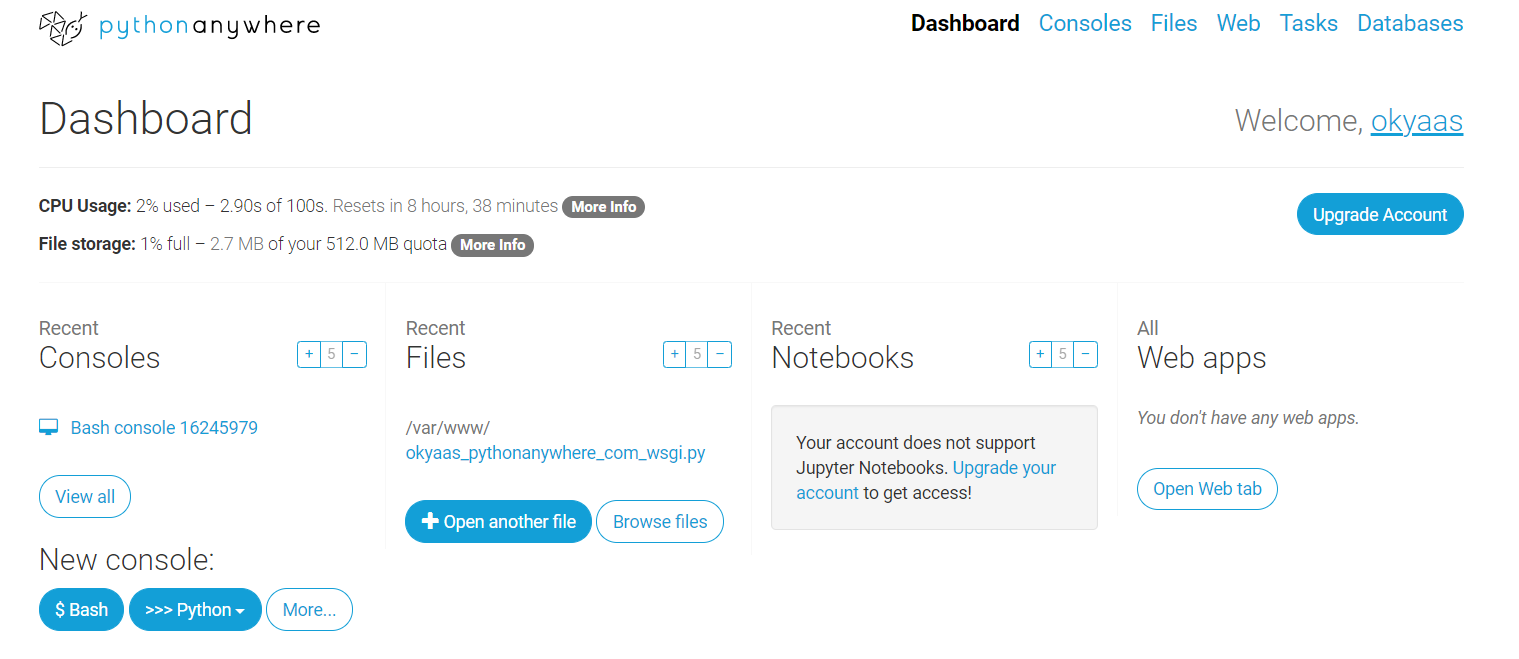 pythonanywhere
Dashboard Consoles Files Web Tasks Databases
Dashboard
Welcome, okyaas
CPU Usage: 2% used – 2.90s of 100s. Resets in 8 hours, 38 minutes More Info
Upgrade Account
File storage: 1% full – 2.7 MB of your 512.0 MB quota More Info
Recent
Consoles
+ 5 −
Bash console 16245979
View all
New console:
$ Bash >>> Python More...
Recent
Files
+ 5 −
/var/www/
okyaas_pythonanywhere_com_wsgi.py
Open another file Browse files
Recent
Notebooks
+ 5 −
Your account does not support
Jupyter Notebooks. Upgrade your
account to get access!
All
Web apps
You don't have any web apps.
Open Web tab